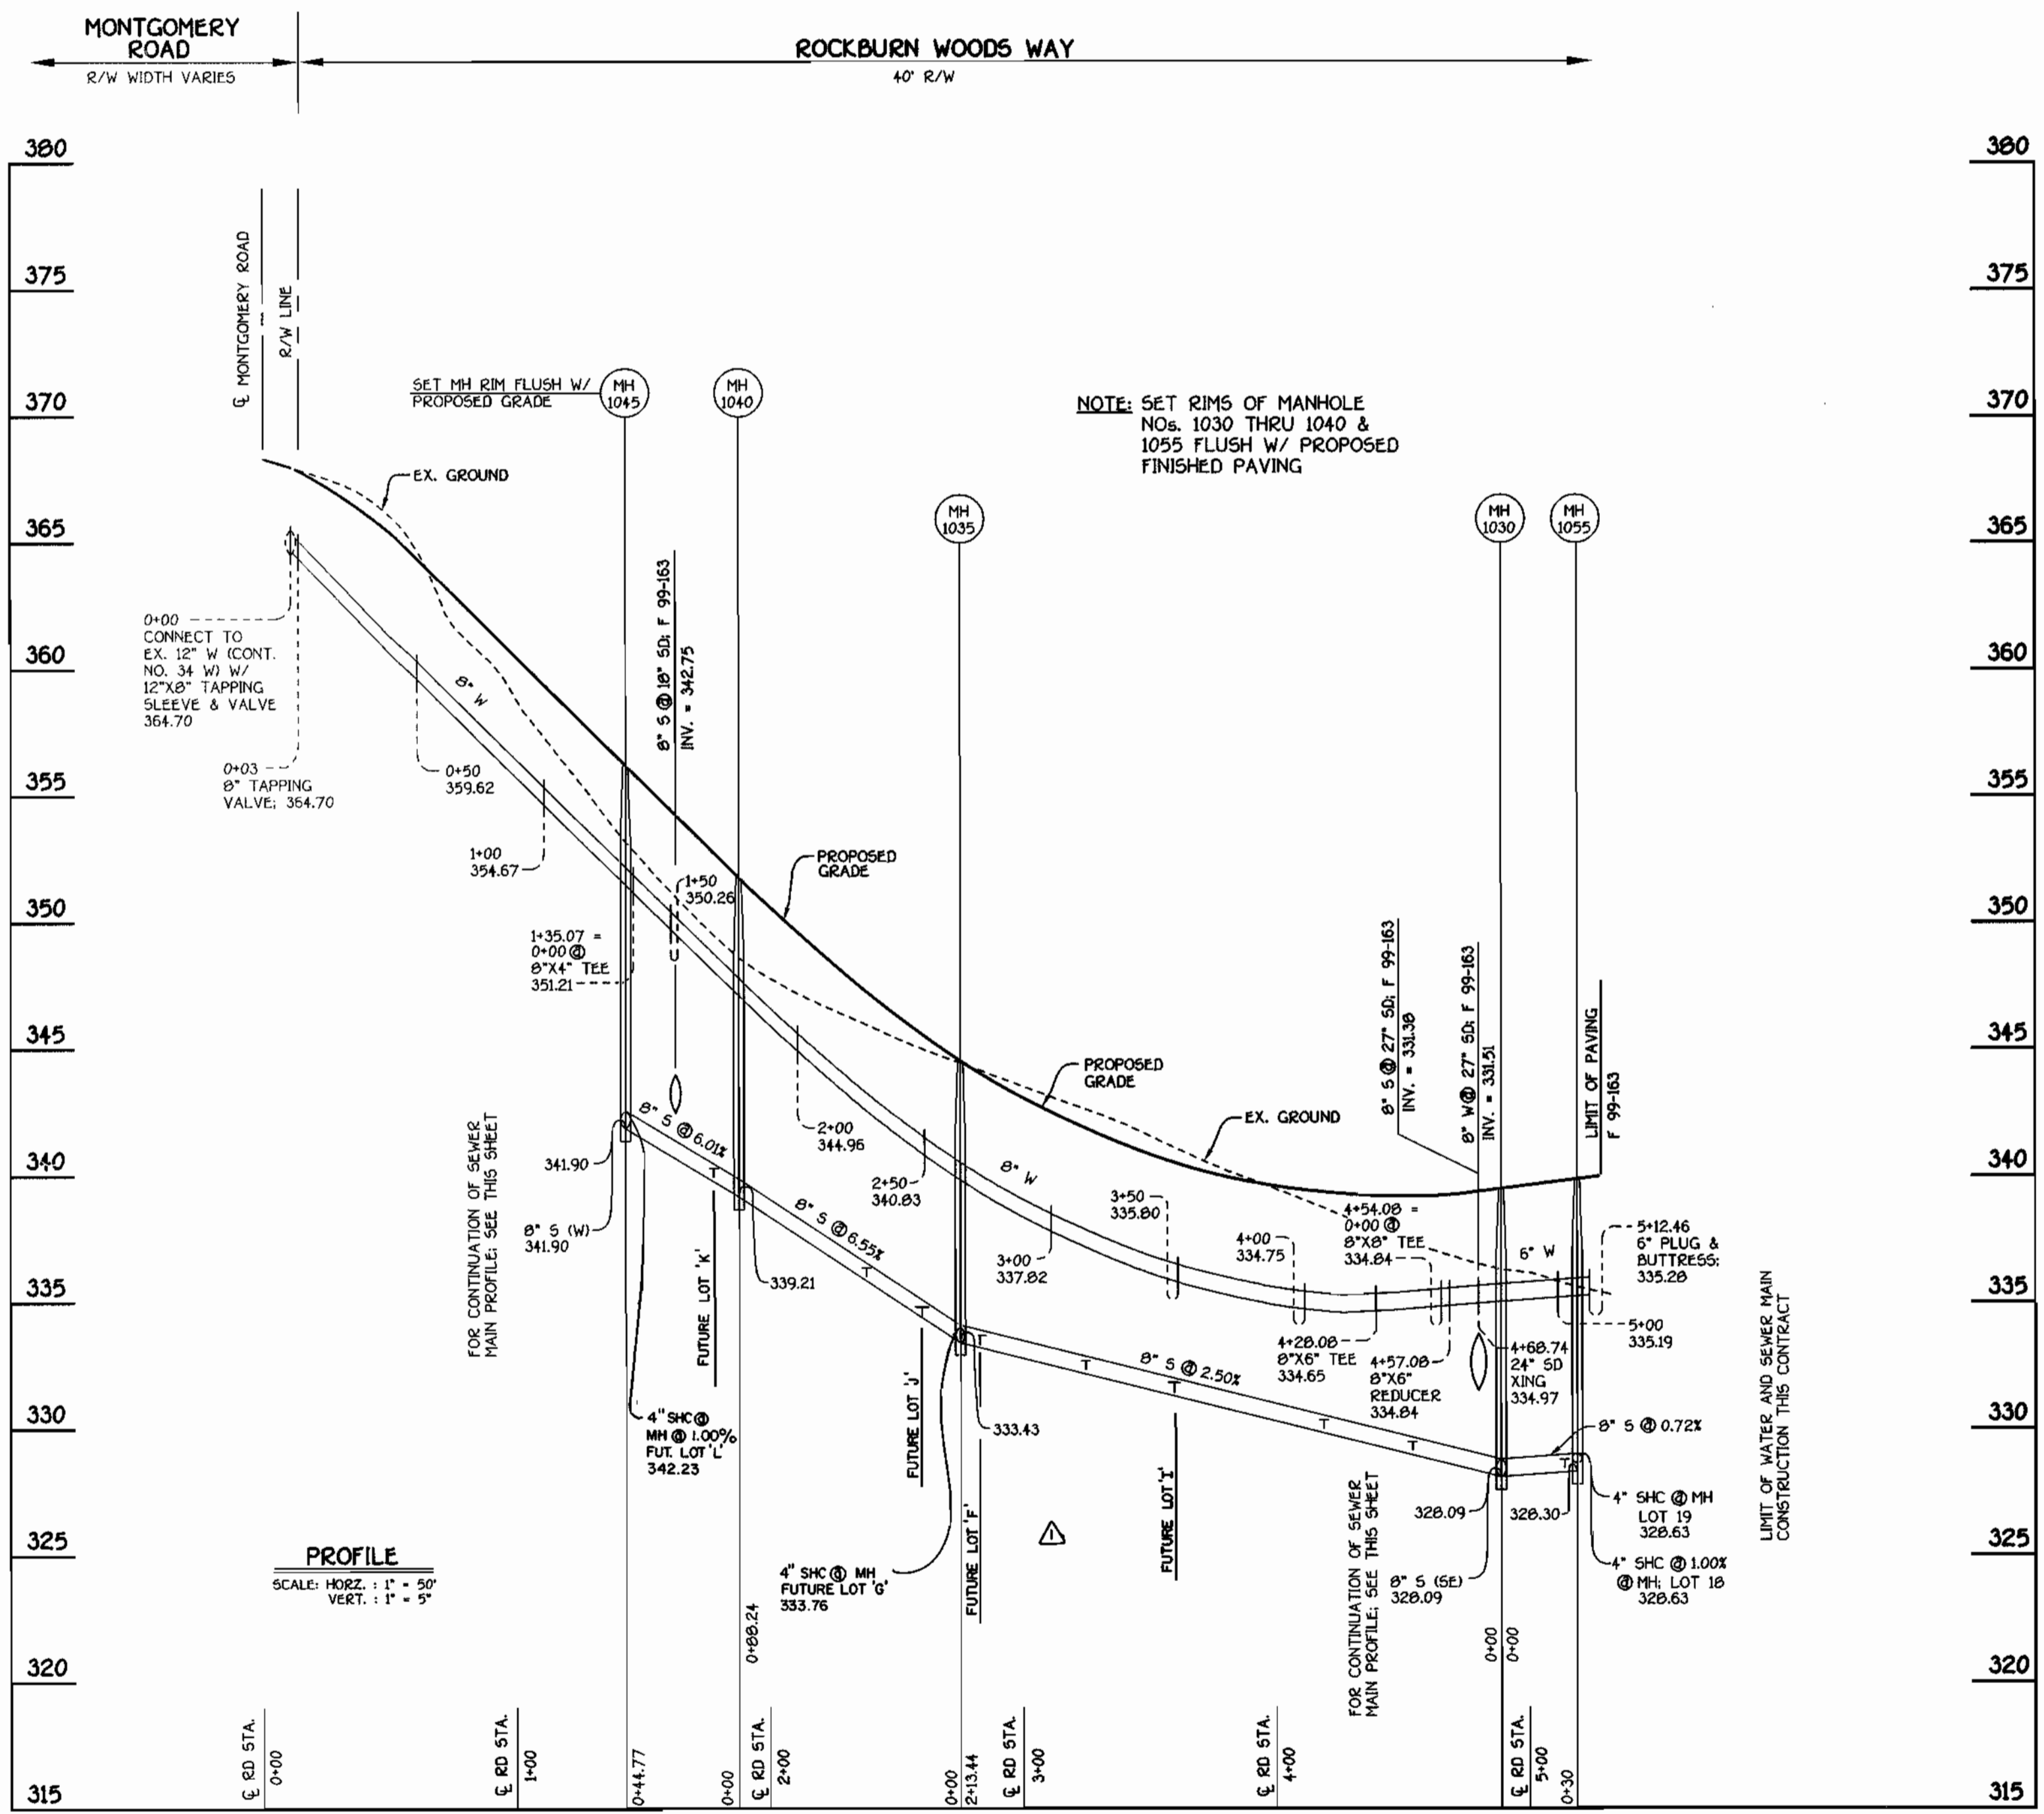 MONTGOMERY
ROAD
R/W WIDTH VARIES
ROCKBURN WOODS WAY
40' R/W
380
375
370
365
360
355
350
345
340
335
330
325
320
315
380
375
370
365
360
355
350
345
340
335
330
325
320
315
℄ MONTGOMERY ROAD
R/W LINE
SET MH RIM FLUSH W/
PROPOSED GRADE
MH
1045
MH
1040
MH
1035
MH
1030
MH
1055
NOTE: SET RIMS OF MANHOLE
NOs. 1030 THRU 1040 &
1055 FLUSH W/ PROPOSED
FINISHED PAVING
EX. GROUND
0+00
CONNECT TO
EX. 12" W (CONT.
NO. 34 W) W/
12"X8" TAPPING
SLEEVE & VALVE
364.70
0+03
8" TAPPING
VALVE; 364.70
8" W
0+50
359.62
1+00
354.67
8" S @ 18" SD; F 99-163
INV. = 342.75
1+50
350.26
1+35.07 =
0+00 @
8"X4" TEE
351.21
PROPOSED
GRADE
2+00
344.96
2+50
340.83
8" W
3+00
337.82
PROPOSED
GRADE
EX. GROUND
3+50
335.80
4+00
334.75
4+54.08 =
0+00 @
8"X8" TEE
334.84
8" S @ 27" SD; F 99-163
INV. = 331.38
8" W @ 27" SD; F 99-163
INV. = 331.51
LIMIT OF PAVING
F 99-163
6" W
5+12.46
6" PLUG &
BUTTRESS;
335.28
5+00
335.19
4+28.08
8"X6" TEE
334.65
4+57.08
8"X6"
REDUCER
334.84
4+68.74
24" SD
XING
334.97
FOR CONTINUATION OF SEWER
MAIN PROFILE; SEE THIS SHEET
341.90
8" S (W)
341.90
8" S @ 6.01%
T
FUTURE LOT 'K'
339.21
8" S @ 6.55%
T
T
4" SHC @
MH @ 1.00%
FUT. LOT 'L'
342.23
FUTURE LOT 'J'
T
333.43
FUTURE LOT 'F'
4" SHC @ MH
FUTURE LOT 'G'
333.76
8" S @ 2.50%
T
T
T
T
FUTURE LOT 'I'
1
FOR CONTINUATION OF SEWER
MAIN PROFILE; SEE THIS SHEET
328.09
8" S (SE)
328.09
328.30
T
8" S @ 0.72%
4" SHC @ MH
LOT 19
328.63
4" SHC @ 1.00%
@ MH; LOT 18
328.63
LIMIT OF WATER AND SEWER MAIN
CONSTRUCTION THIS CONTRACT
PROFILE
SCALE: HORZ. : 1" = 50'
VERT. : 1" = 5"
℄ RD STA.
0+00
℄ RD STA.
1+00
0+44.77
0+88.24
0+00
℄ RD STA.
2+00
0+00
2+13.44
℄ RD STA.
3+00
℄ RD STA.
4+00
0+00
0+00
℄ RD STA.
5+00
0+30